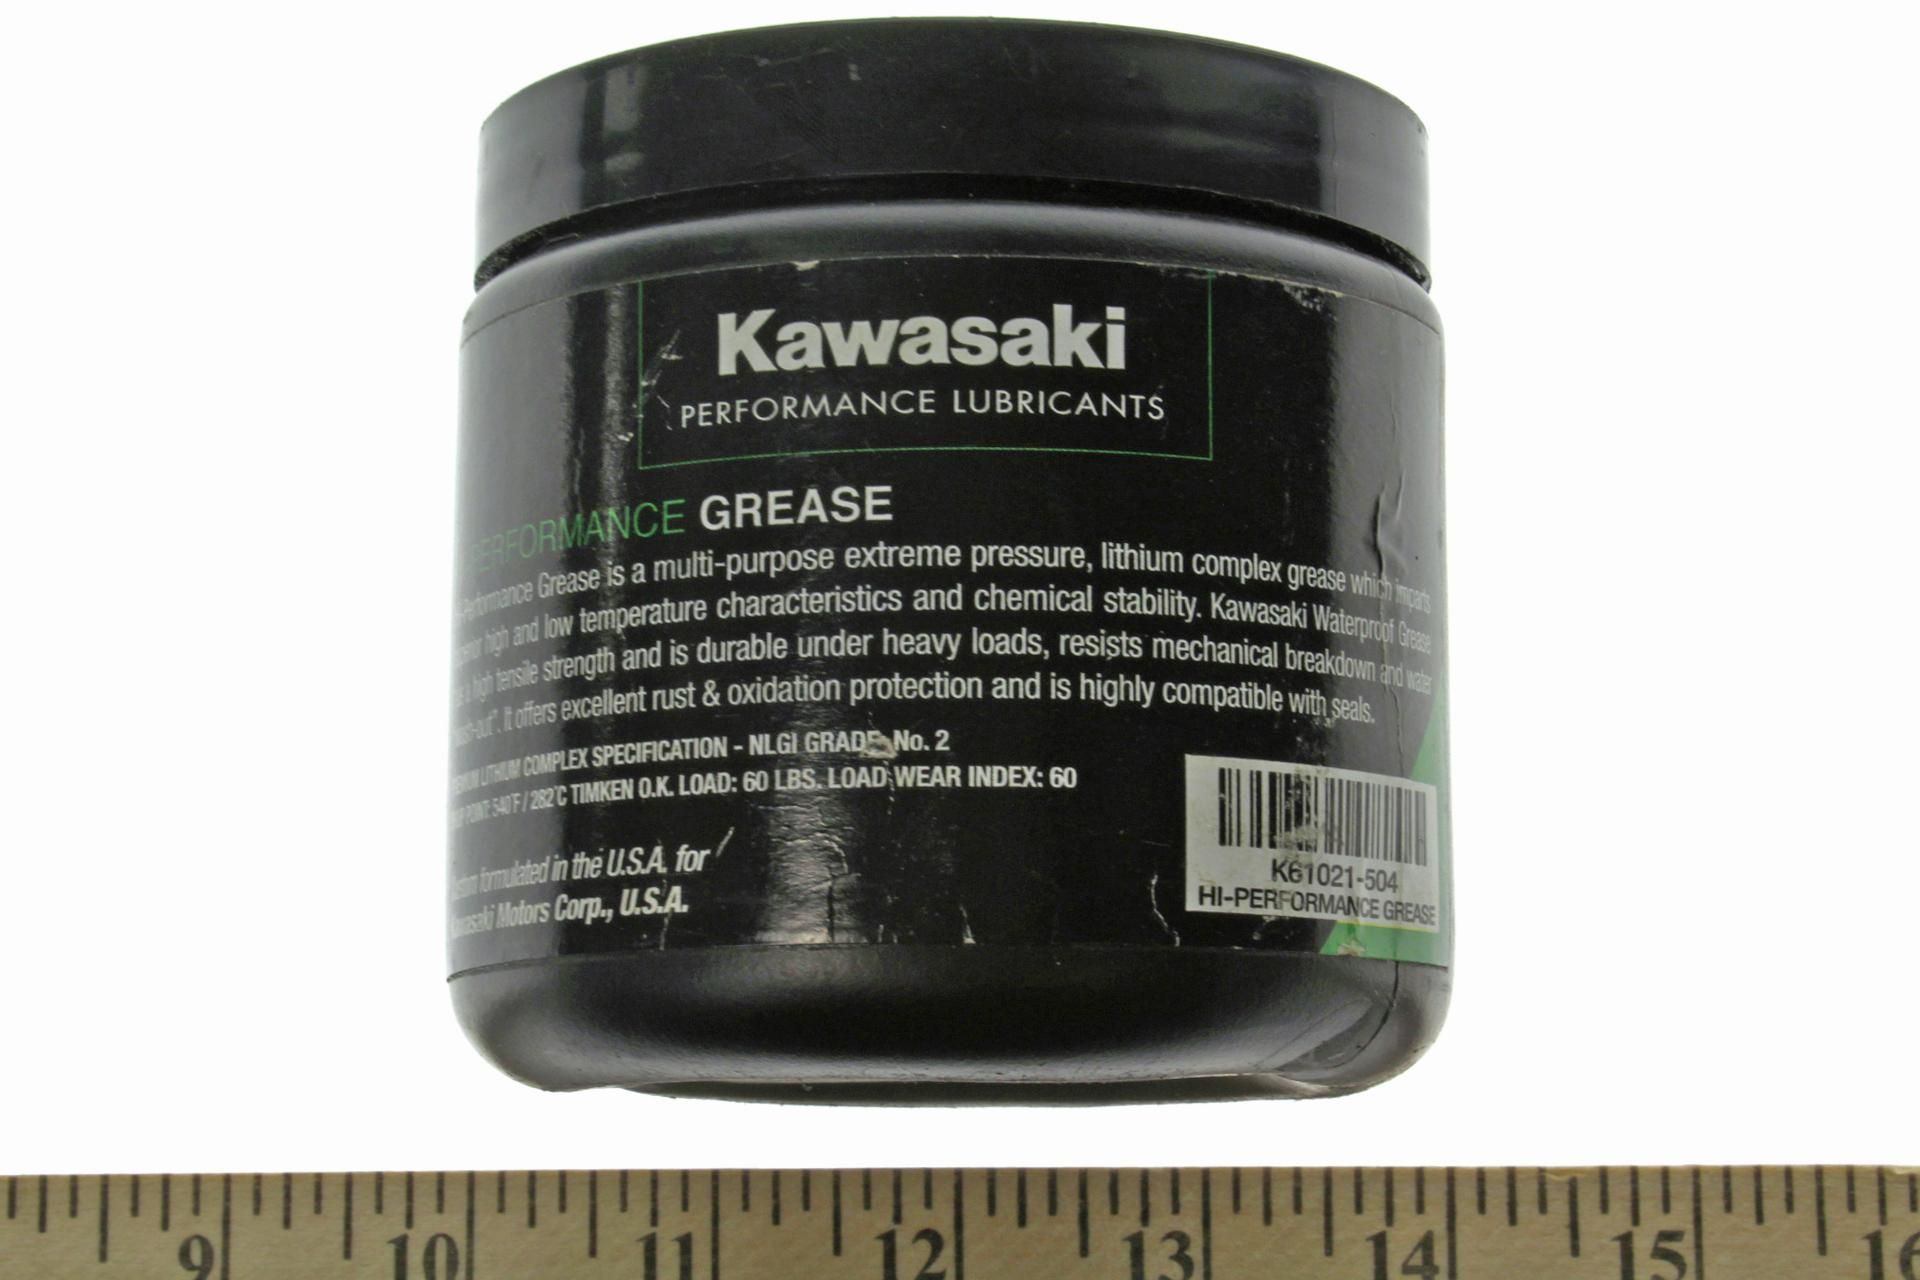 Kawasaki
PERFORMANCE LUBRICANTS
PERFORMANCE GREASE
Performance Grease is a multi-purpose extreme pressure, lithium complex grease which imparts
high and low temperature characteristics and chemical stability. Kawasaki Waterproof Grease
a high tensile strength and is durable under heavy loads, resists mechanical breakdown and water
It offers excellent rust & oxidation protection and is highly compatible with seals.
LITHIUM COMPLEX SPECIFICATION - NLGI GRADE No. 2
POINT: 540°F / 282°C TIMKEN O.K. LOAD: 60 LBS. LOAD WEAR INDEX: 60
formulated in the U.S.A. for
Kawasaki Motors Corp., U.S.A.
K61021-504
HI-PERFORMANCE GREASE
9 10 11 12 13 14 15 16